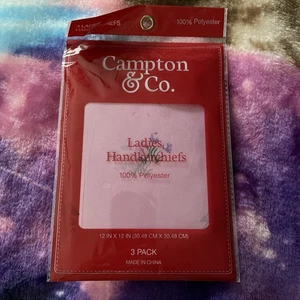 100% Polyester
Campton
& Co.
Ladies
Handkerchiefs
100% Polyester
12 IN X 12 IN (30.48 CM X 30.48 CM)
3 PACK
MADE IN CHINA